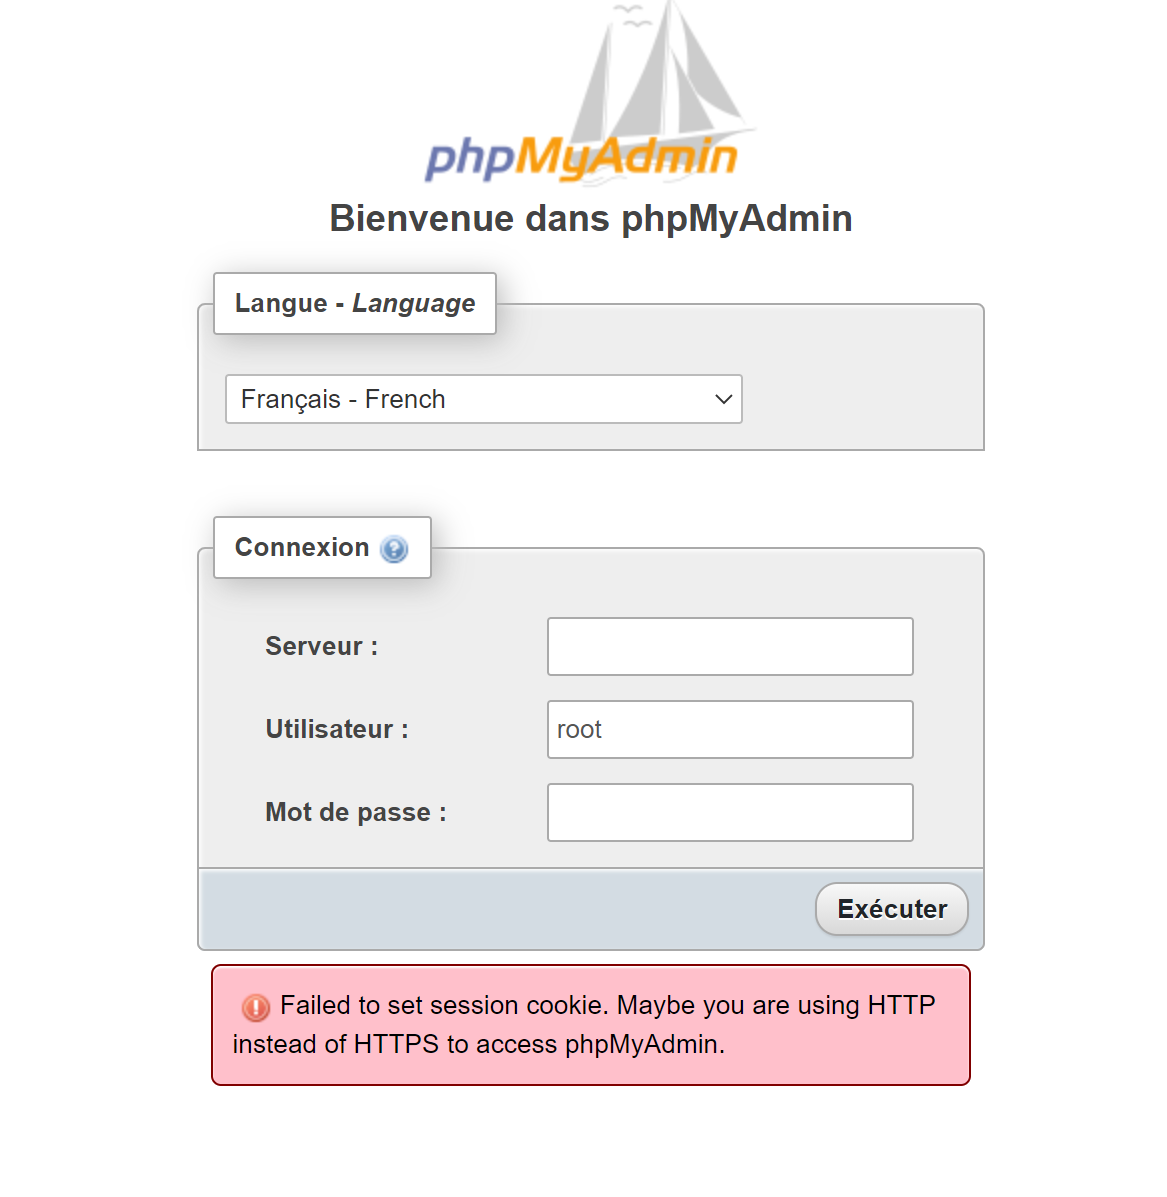 phpMyAdmin
Bienvenue dans phpMyAdmin
Langue - Language
Français - French
Connexion
Serveur :
Utilisateur :
root
Mot de passe :
Exécuter
Failed to set session cookie. Maybe you are using HTTP
instead of HTTPS to access phpMyAdmin.